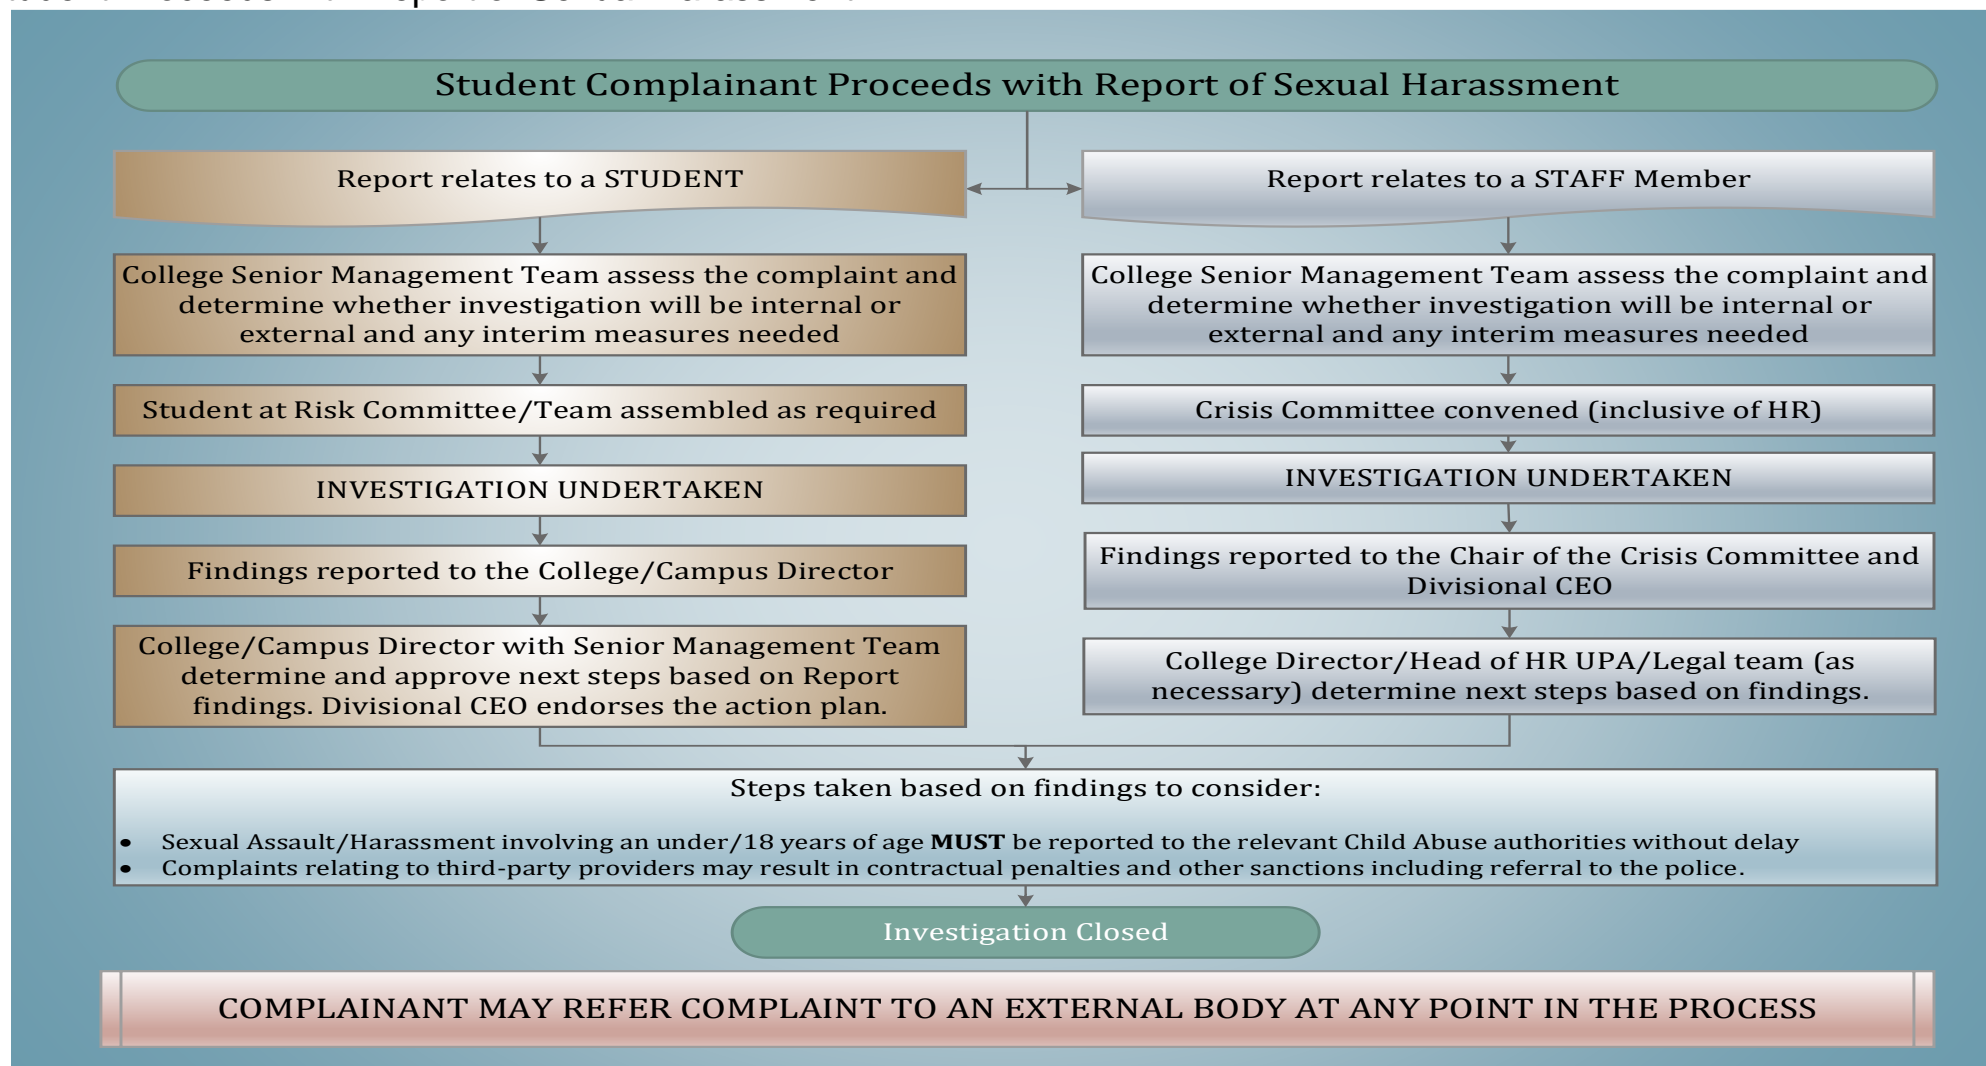 Student Complainant Proceeds with Report of Sexual Harassment
Report relates to a STUDENT
College Senior Management Team assess the complaint and
determine whether investigation will be internal or
external and any interim measures needed
Student at Risk Committee/Team assembled as required
INVESTIGATION UNDERTAKEN
Findings reported to the College/Campus Director
College/Campus Director with Senior Management Team
determine and approve next steps based on Report
findings. Divisional CEO endorses the action plan.
Report relates to a STAFF Member
College Senior Management Team assess the complaint and
determine whether investigation will be internal or
external and any interim measures needed
Crisis Committee convened (inclusive of HR)
INVESTIGATION UNDERTAKEN
Findings reported to the Chair of the Crisis Committee and
Divisional CEO
College Director/Head of HR UPA/Legal team (as
necessary) determine next steps based on findings.
Steps taken based on findings to consider:
• Sexual Assault/Harassment involving an under/18 years of age MUST be reported to the relevant Child Abuse authorities without delay
• Complaints relating to third-party providers may result in contractual penalties and other sanctions including referral to the police.
Investigation Closed
COMPLAINANT MAY REFER COMPLAINT TO AN EXTERNAL BODY AT ANY POINT IN THE PROCESS